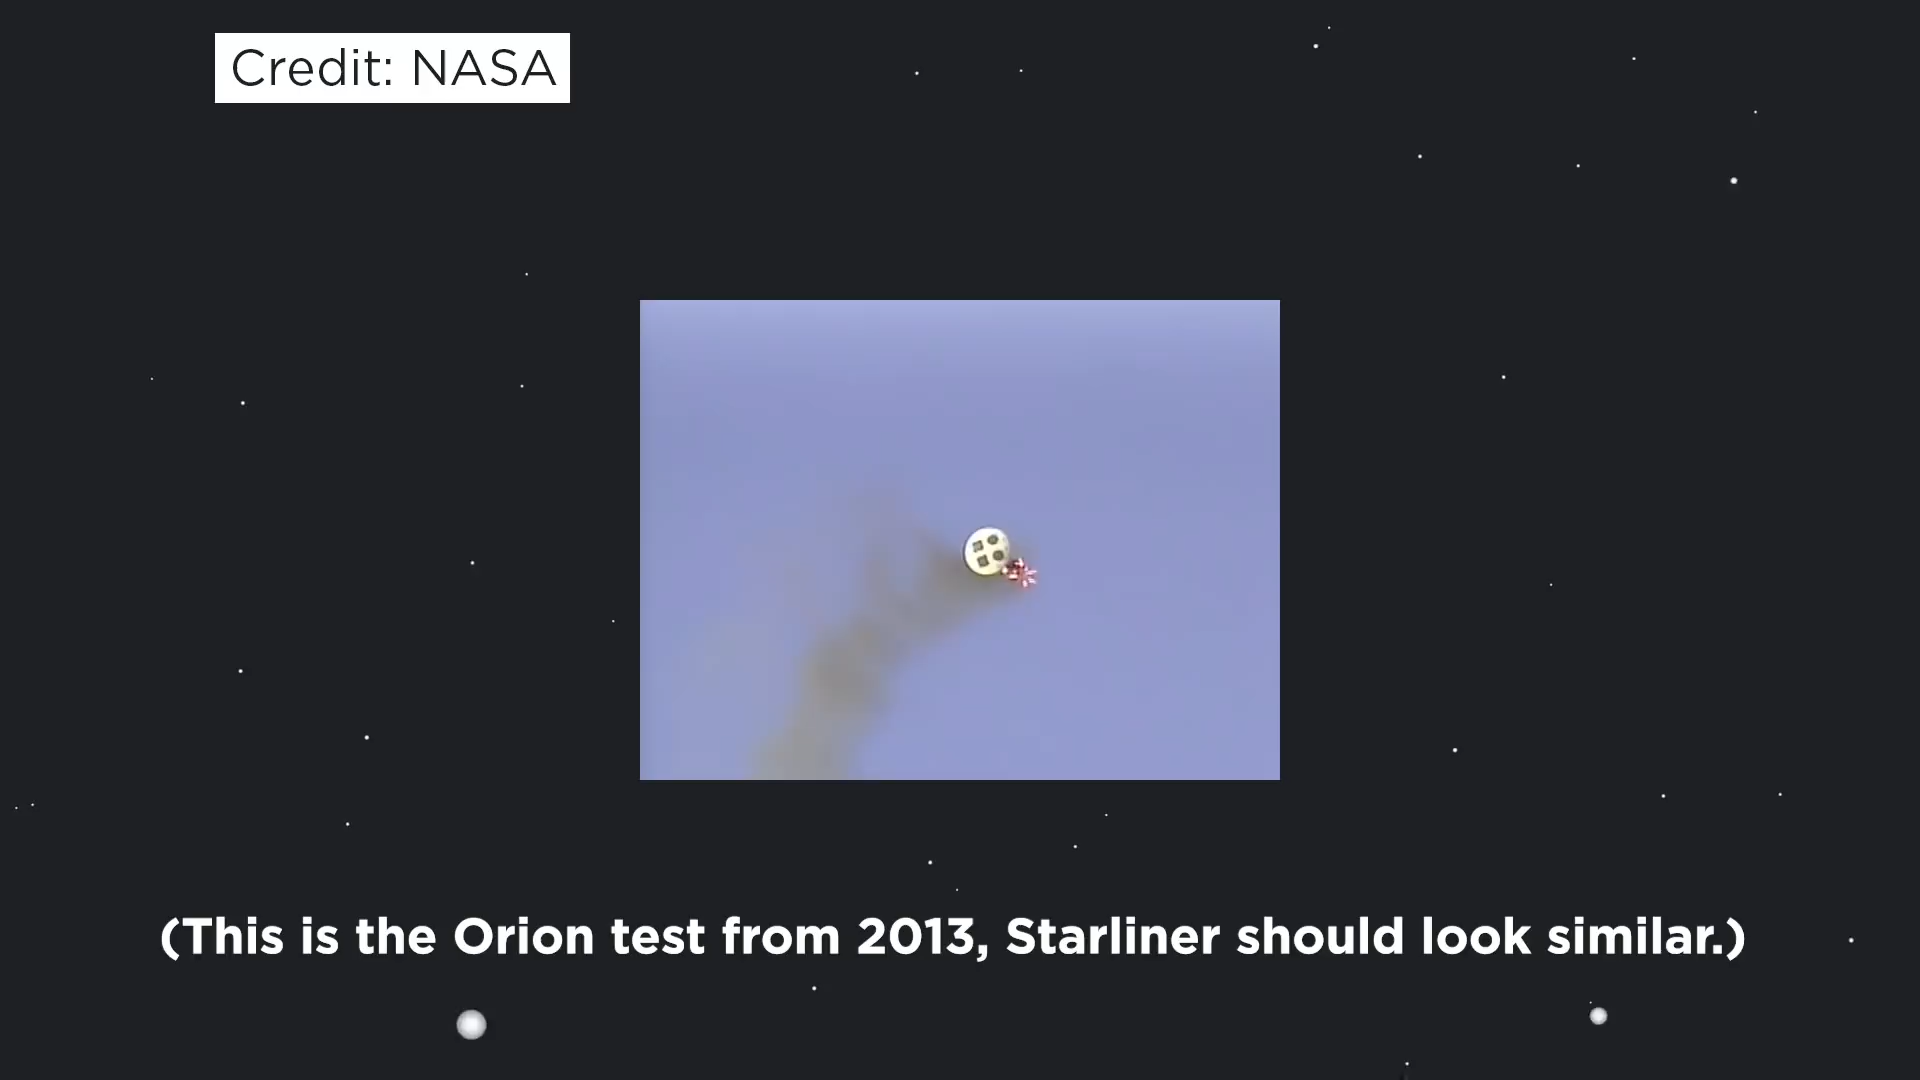 Credit: NASA
(This is the Orion test from 2013, Starliner should look similar.)